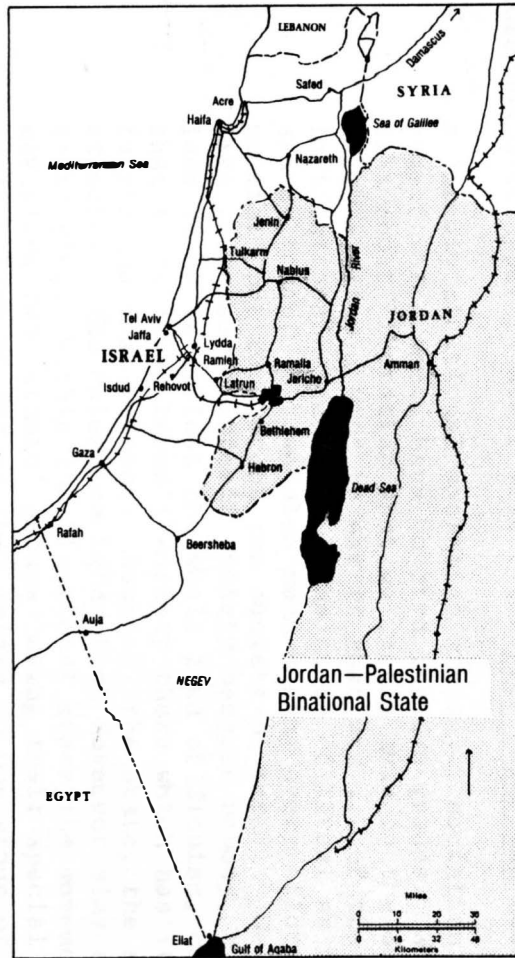 LEBANON
Damascus
Safed
SYRIA
Acre
Haifa
Sea of Galilee
Mediterranean Sea
Nazareth
Jenin
Tulkarm
Jordan River
Nablus
Tel Aviv
Jaffa
JORDAN
Lydda
ISRAEL
Ramleh
Ramalla
Amman
Latrun
Jericho
Isdud
Rehovot
Bethlehem
Gaza
Hebron
Dead Sea
Rafah
Beersheba
Auja
Jordan—Palestinian
Binational State
NEGEV
EGYPT
Miles
0 10 20 30
0 16 32 48
Kilometers
Eilat
Gulf of Aqaba